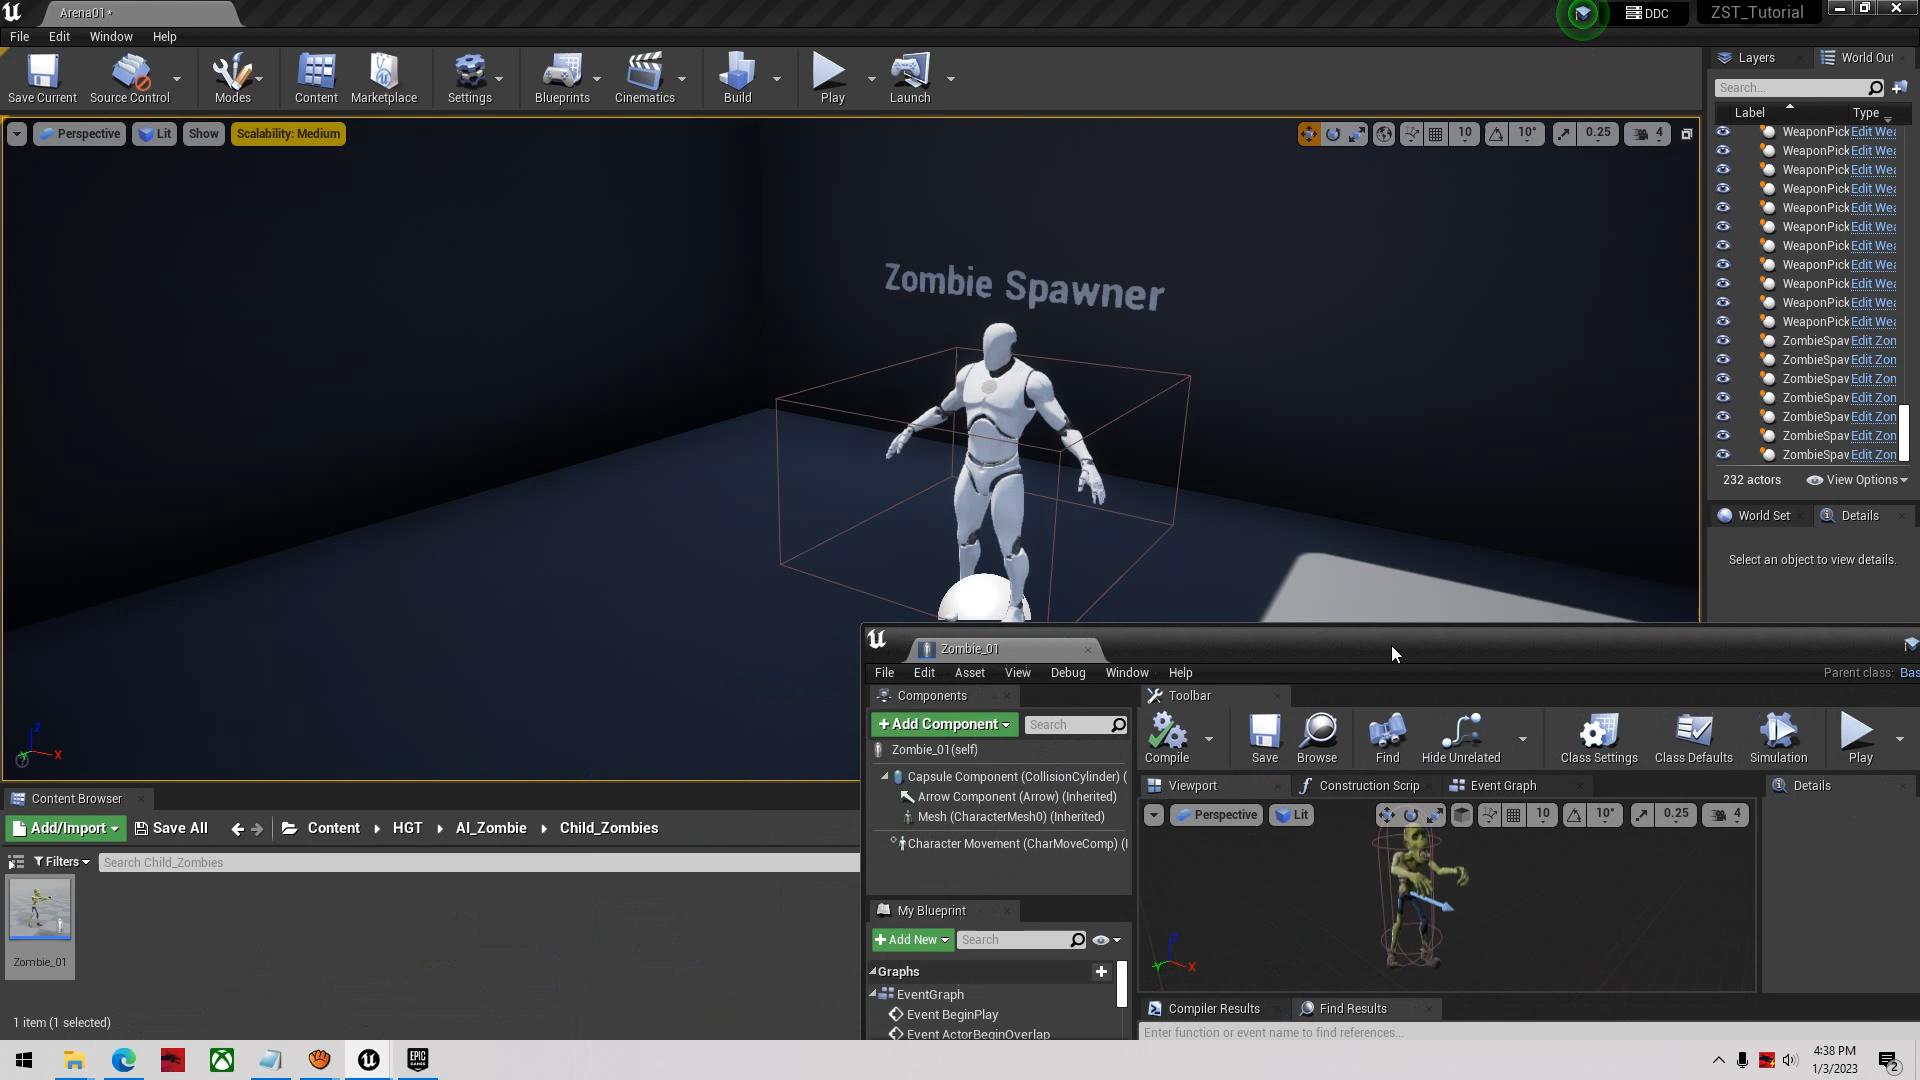 Arena01*
DDC
ZST_Tutorial
File Edit Window Help
Save Current
Source Control
Modes
Content
Marketplace
Settings
Blueprints
Cinematics
Build
Play
Launch
Layers
World Out
Search...
Label
Type
Perspective
Lit
Show
Scalability: Medium
10
10°
0.25
4
WeaponPick Edit Wea
WeaponPick Edit Wea
WeaponPick Edit Wea
WeaponPick Edit Wea
WeaponPick Edit Wea
WeaponPick Edit Wea
WeaponPick Edit Wea
WeaponPick Edit Wea
WeaponPick Edit Wea
WeaponPick Edit Wea
WeaponPick Edit Wea
ZombieSpav Edit Zon
ZombieSpav Edit Zon
ZombieSpav Edit Zon
ZombieSpav Edit Zon
ZombieSpav Edit Zon
ZombieSpav Edit Zon
ZombieSpav Edit Zon
232 actors
View Options
World Set
Details
Select an object to view details.
Zombie Spawner
Z
X
Zombie_01
File Edit Asset View Debug Window Help
Parent class: Bas
Components
+Add Component
Search
Zombie_01(self)
Capsule Component (CollisionCylinder) (
Arrow Component (Arrow) (Inherited)
Mesh (CharacterMesh0) (Inherited)
Character Movement (CharMoveComp) (I
Toolbar
Compile
Save
Browse
Find
Hide Unrelated
Class Settings
Class Defaults
Simulation
Play
Viewport
Construction Scrip
Event Graph
Details
Perspective
Lit
10
10°
0.25
4
Z
X
My Blueprint
+Add New
Search
Graphs
EventGraph
Event BeginPlay
Event ActorBeginOverlap
Compiler Results
Find Results
Enter function or event name to find references...
Content Browser
Add/Import
Save All
Content HGT AI_Zombie Child_Zombies
Filters
Search Child_Zombies
Zombie_01
1 item (1 selected)
EPIC
GAMES
4:38 PM
1/3/2023
2